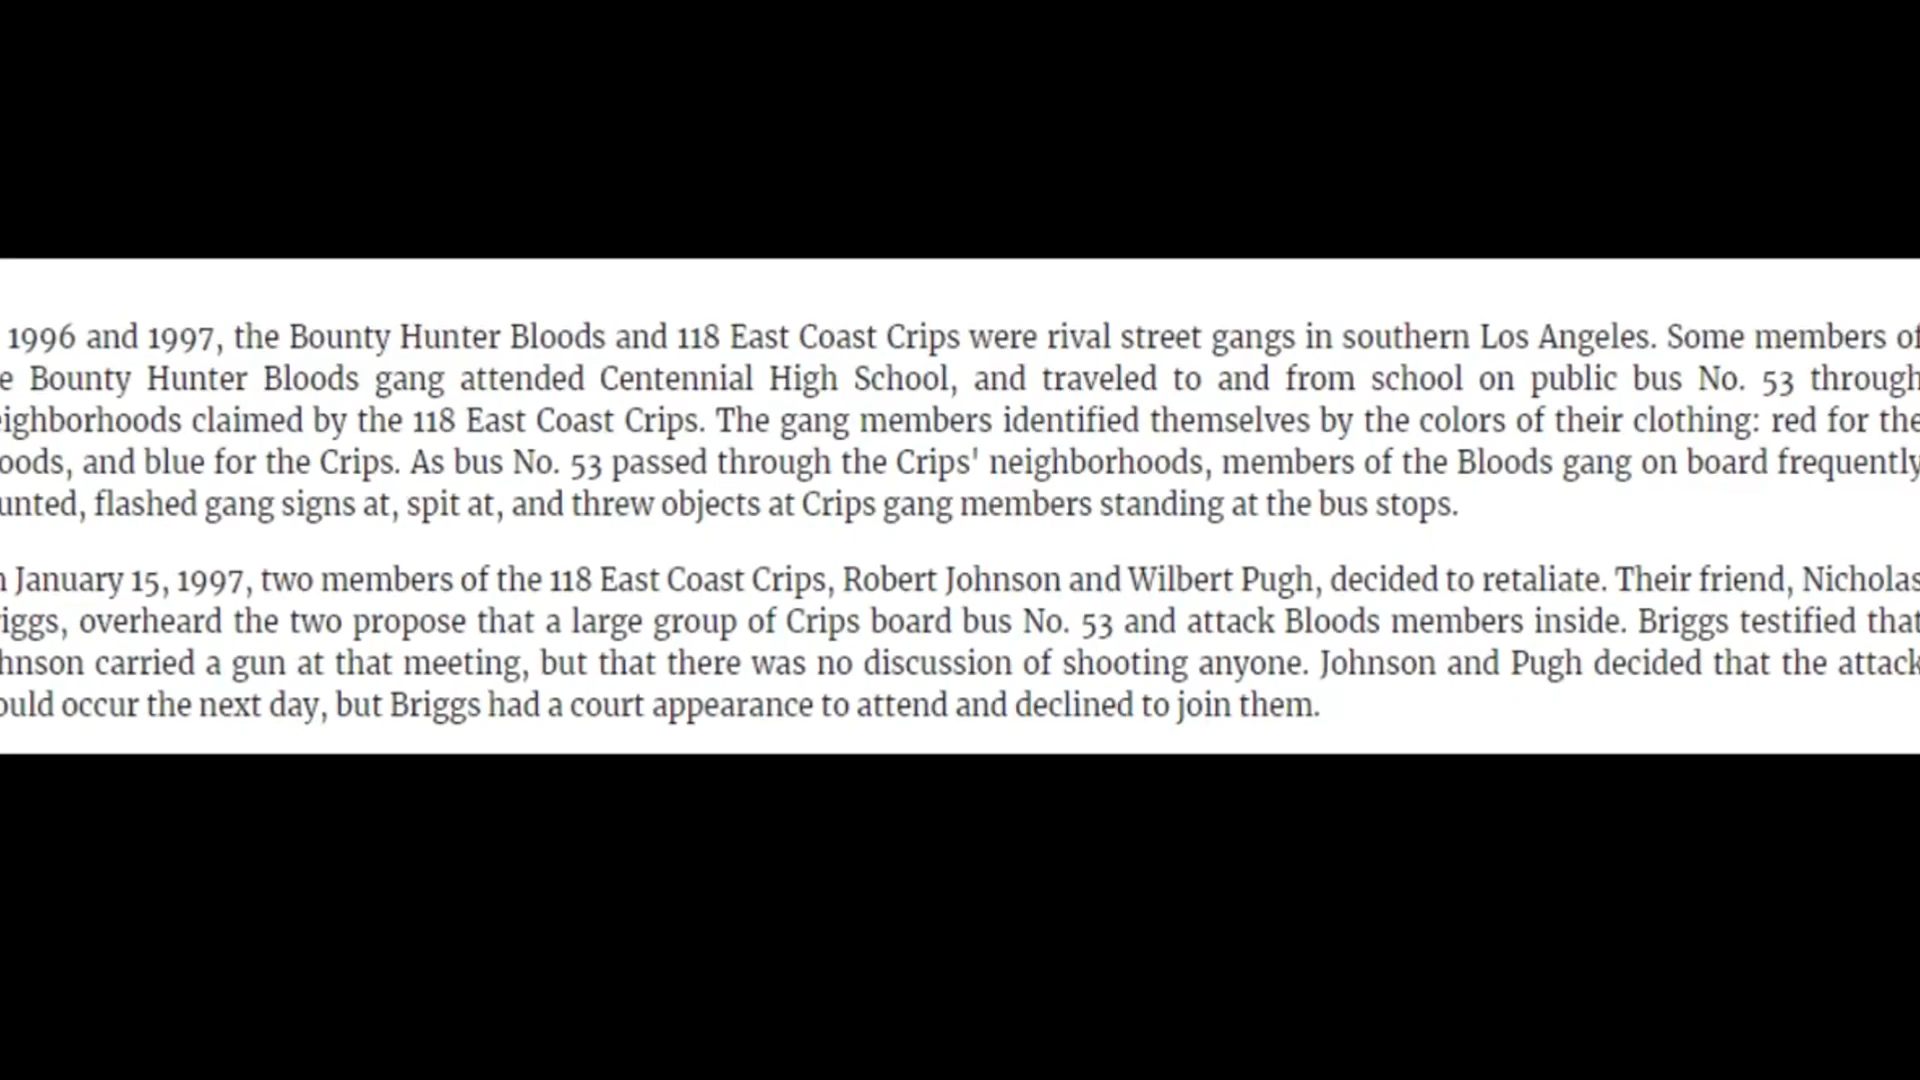 1996 and 1997, the Bounty Hunter Bloods and 118 East Coast Crips were rival street gangs in southern Los Angeles. Some members of
e Bounty Hunter Bloods gang attended Centennial High School, and traveled to and from school on public bus No. 53 through
ighborhoods claimed by the 118 East Coast Crips. The gang members identified themselves by the colors of their clothing: red for the
oods, and blue for the Crips. As bus No. 53 passed through the Crips' neighborhoods, members of the Bloods gang on board frequently
unted, flashed gang signs at, spit at, and threw objects at Crips gang members standing at the bus stops.
n January 15, 1997, two members of the 118 East Coast Crips, Robert Johnson and Wilbert Pugh, decided to retaliate. Their friend, Nicholas
iggs, overheard the two propose that a large group of Crips board bus No. 53 and attack Bloods members inside. Briggs testified that
hnson carried a gun at that meeting, but that there was no discussion of shooting anyone. Johnson and Pugh decided that the attack
ould occur the next day, but Briggs had a court appearance to attend and declined to join them.